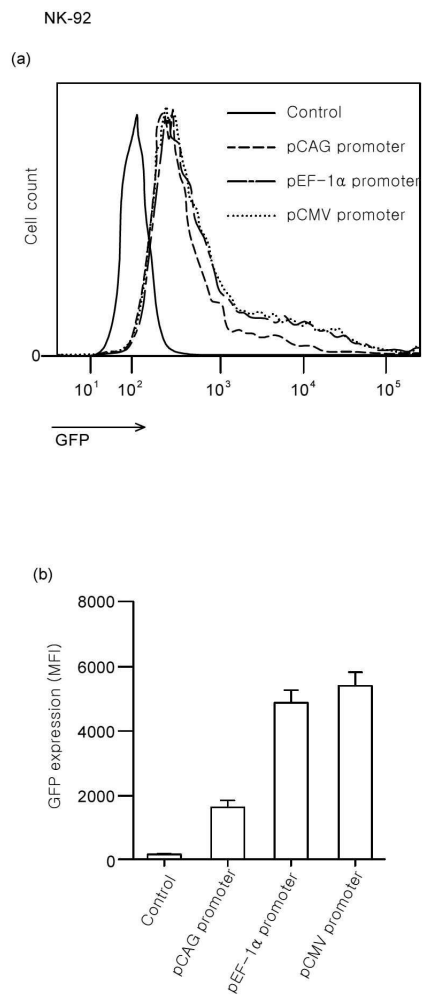 NK-92
(a)
Cell count
Control
pCAG promoter
pEF-1α promoter
pCMV promoter
0
10¹ 10² 10³ 10⁴ 10⁵
GFP
(b)
GFP expression (MFI)
8000
6000
4000
2000
0
Control
pCAG promoter
pEF-1α promoter
pCMV promoter